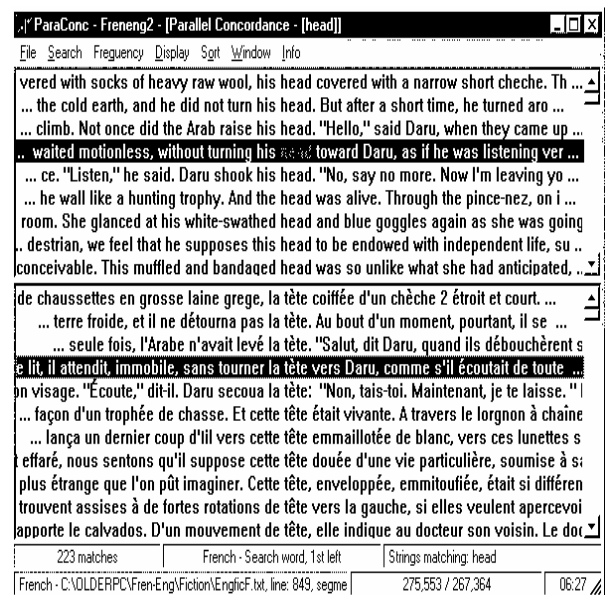 ParaConc - Freneng2 - [Parallel Concordance - [head]]
File Search Frequency Display Sort Window Info
vered with socks of heavy raw wool, his head covered with a narrow short cheche. Th ...
... the cold earth, and he did not turn his head. But after a short time, he turned aro ...
... climb. Not once did the Arab raise his head. "Hello," said Daru, when they came up ...
.. waited motionless, without turning his head toward Daru, as if he was listening ver ...
... ce. "Listen," he said. Daru shook his head. "No, say no more. Now I'm leaving yo ...
... he wall like a hunting trophy. And the head was alive. Through the pince-nez, on i ...
room. She glanced at his white-swathed head and blue goggles again as she was going
.. destrian, we feel that he supposes this head to be endowed with independent life, su ..
conceivable. This muffled and bandaged head was so unlike what she had anticipated, ..
de chaussettes en grosse laine grege, la tète coiffée d'un chèche 2 étroit et court. ...
... terre froide, et il ne détourna pas la tète. Au bout d'un moment, pourtant, il se ...
... seule fois, l'Arabe n'avait levé la tète. "Salut, dit Daru, quand ils débouchèrent s
e lit, il attendit, immobile, sans tourner la tète vers Daru, comme s'il écoutait de toute ...
on visage. "Écoute," dit-il. Daru secoua la tète: "Non, tais-toi. Maintenant, je te laisse." I
... façon d'un trophée de chasse. Et cette tête était vivante. A travers le lorgnon à chaine
... lança un dernier coup d'lil vers cette tête emmaillotée de blanc, vers ces lunettes s
t effaré, nous sentons qu'il suppose cette tête douée d'une vie particulière, soumise à sa
plus étrange que l'on pût imaginer. Cette tête, enveloppée, emmitoufiée, était si différen
trouvent assises à de fortes rotations de tête vers la gauche, si elles veulent apercevoi
apporte le calvados. D'un mouvement de tête, elle indique au docteur son voisin. Le doc
223 matches French - Search word, 1st left Strings matching: head
French - C:\OLDERPC\Fren-Eng\Fiction\EngficF.txt, line: 849, segme 275,553 / 267,364 06:27